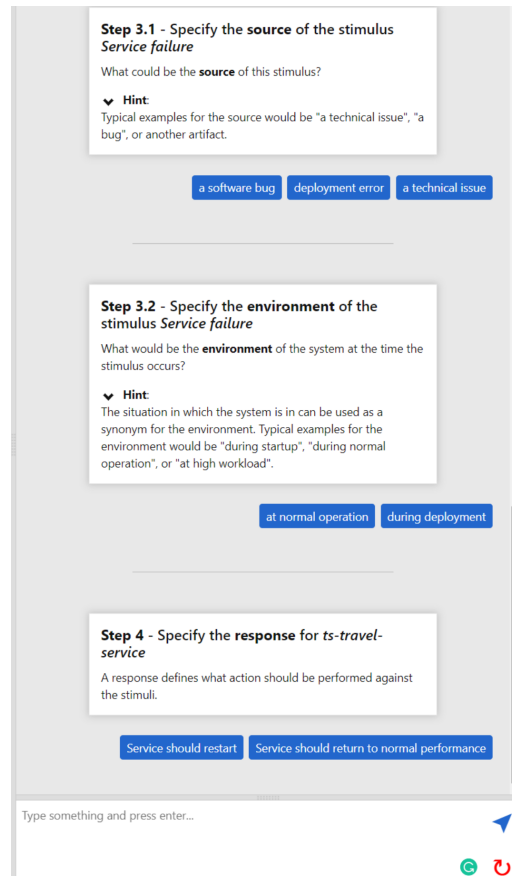 Step 3.1 - Specify the source of the stimulus
Service failure
What could be the source of this stimulus?
Hint:
Typical examples for the source would be "a technical issue", "a
bug", or another artifact.
a software bug deployment error a technical issue
Step 3.2 - Specify the environment of the
stimulus Service failure
What would be the environment of the system at the time the
stimulus occurs?
Hint:
The situation in which the system is in can be used as a
synonym for the environment. Typical examples for the
environment would be "during startup", "during normal
operation", or "at high workload".
at normal operation during deployment
Step 4 - Specify the response for ts-travel-
service
A response defines what action should be performed against
the stimuli.
Service should restart Service should return to normal performance
Type something and press enter...